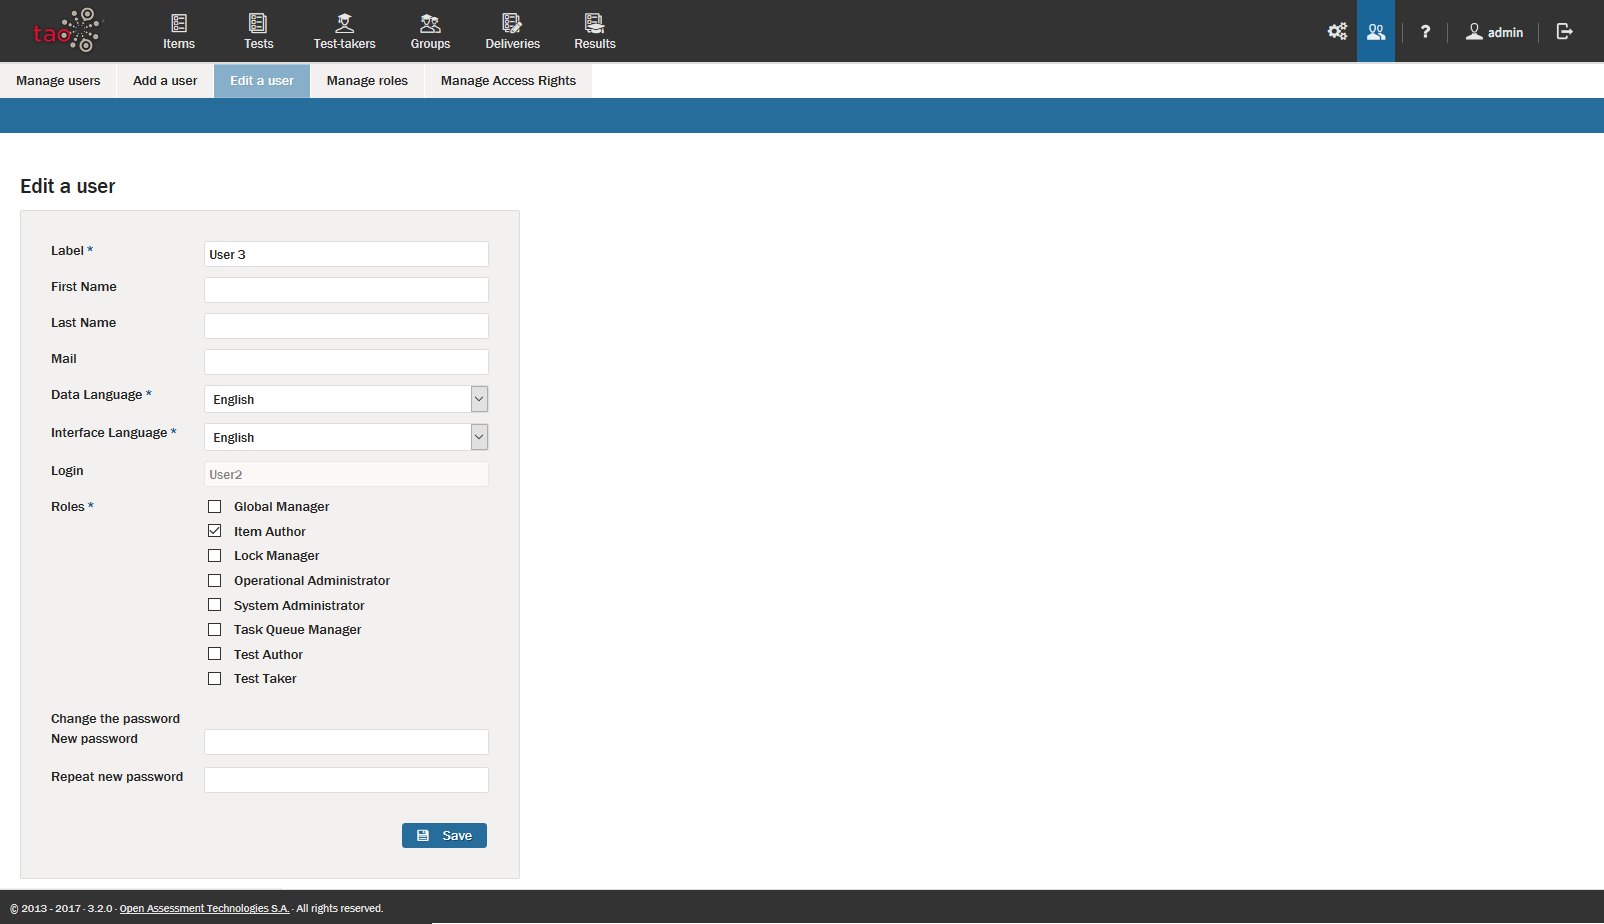 tao
Items
Tests
Test-takers
Groups
Deliveries
Results
?
admin
Manage users
Add a user
Edit a user
Manage roles
Manage Access Rights
Edit a user
Label *
User 3
First Name
Last Name
Mail
Data Language *
English
Interface Language *
English
Login
User2
Roles *
Global Manager
Item Author
Lock Manager
Operational Administrator
System Administrator
Task Queue Manager
Test Author
Test Taker
Change the password
New password
Repeat new password
Save
© 2013 - 2017 · 3.2.0 · Open Assessment Technologies S.A. · All rights reserved.